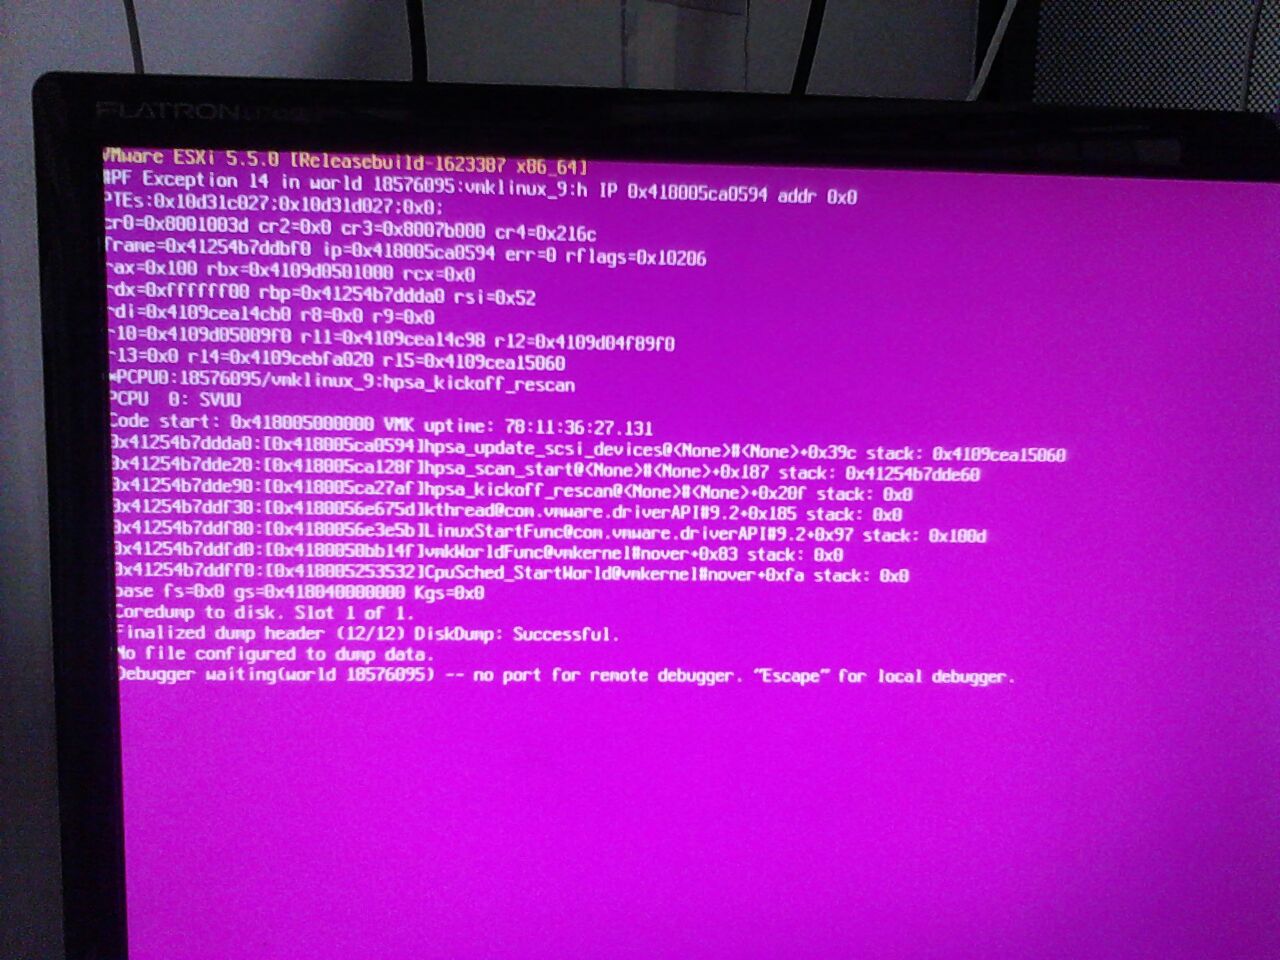 FLATRON
VMware ESXi 5.5.0 [Releasebuild-1623387 x86_64]
#PF Exception 14 in world 18576095:vmklinux_9:h IP 0x418005ca0594 addr 0x0
PTEs:0x10d31c027;0x10d31d027;0x0;
cr0=0x8001003d cr2=0x0 cr3=0x8007b000 cr4=0x216c
frame=0x41254b7ddbf0 ip=0x418005ca0594 err=0 rflags=0x10206
rax=0x100 rbx=0x4109d0501000 rcx=0x0
rdx=0xffffff00 rbp=0x41254b7ddda0 rsi=0x52
rdi=0x4109cea14cb0 r8=0x0 r9=0x0
r10=0x4109d05009f0 r11=0x4109cea14c98 r12=0x4109d04f89f0
r13=0x0 r14=0x4109cebfa020 r15=0x4109cea15060
*PCPU0:18576095/vmklinux_9:hpsa_kickoff_rescan
PCPU 0: SVUU
Code start: 0x418005000000 VMK uptime: 78:11:36:27.131
0x41254b7ddda0:[0x418005ca0594]hpsa_update_scsi_devices@<None>#<None>+0x39c stack: 0x4109cea15060
0x41254b7dde20:[0x418005ca128f]hpsa_scan_start@<None>#<None>+0x187 stack: 0x41254b7dde60
0x41254b7dde90:[0x418005ca27af]hpsa_kickoff_rescan@<None>#<None>+0x20f stack: 0x0
0x41254b7ddf30:[0x4180056e675d]kthread@com.vmware.driverAPI#9.2+0x185 stack: 0x0
0x41254b7ddf80:[0x4180056e3e5b]LinuxStartFunc@com.vmware.driverAPI#9.2+0x97 stack: 0x100d
0x41254b7ddfd0:[0x4180050bb14f]vmkWorldFunc@vmkernel#nover+0x83 stack: 0x0
0x41254b7ddff0:[0x418005253532]CpuSched_StartWorld@vmkernel#nover+0xfa stack: 0x0
base fs=0x0 gs=0x418040000000 Kgs=0x0
Coredump to disk. Slot 1 of 1.
Finalized dump header (12/12) DiskDump: Successful.
No file configured to dump data.
Debugger waiting(world 18576095) -- no port for remote debugger. "Escape" for local debugger.